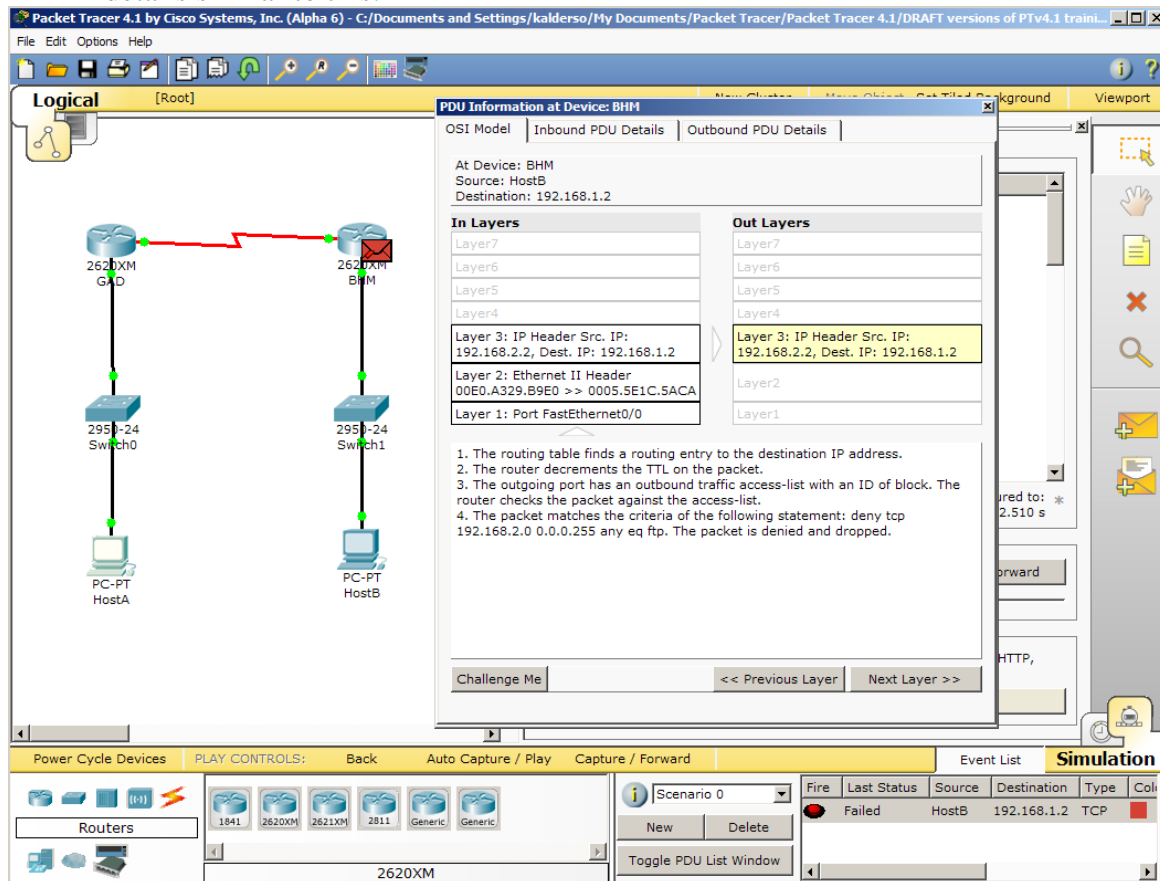 Packet Tracer 4.1 by Cisco Systems, Inc. (Alpha 6) - C:/Documents and Settings/kalderso/My Documents/Packet Tracer/Packet Tracer 4.1/DRAFT versions of PTv4.1 traini...
File Edit Options Help
Logical [Root] Background Viewport
PDU Information at Device: BHM
OSI Model Inbound PDU Details Outbound PDU Details
At Device: BHM
Source: HostB
Destination: 192.168.1.2
In Layers Out Layers
Layer7 Layer7
Layer6 Layer6
Layer5 Layer5
Layer4 Layer4
Layer 3: IP Header Src. IP: Layer 3: IP Header Src. IP:
192.168.2.2, Dest. IP: 192.168.1.2 192.168.2.2, Dest. IP: 192.168.1.2
Layer 2: Ethernet II Header Layer2
00E0.A329.B9E0 >> 0005.5E1C.5ACA
Layer 1: Port FastEthernet0/0 Layer1
1. The routing table finds a routing entry to the destination IP address.
2. The router decrements the TTL on the packet.
3. The outgoing port has an outbound traffic access-list with an ID of block. The
router checks the packet against the access-list.
4. The packet matches the criteria of the following statement: deny tcp
192.168.2.0 0.0.0.255 any eq ftp. The packet is denied and dropped.
Challenge Me << Previous Layer Next Layer >>
2620XM
GAD
2620XM
BHM
2950-24
Switch0
2950-24
Switch1
PC-PT
HostA
PC-PT
HostB
ured to: *
2.510 s
orward
HTTP,
Power Cycle Devices PLAY CONTROLS: Back Auto Capture / Play Capture / Forward Event List Simulation
Routers
1841 2620XM 2621XM 2811 Generic Generic
2620XM
Scenario 0
New Delete
Toggle PDU List Window
Fire Last Status Source Destination Type Col
Failed HostB 192.168.1.2 TCP